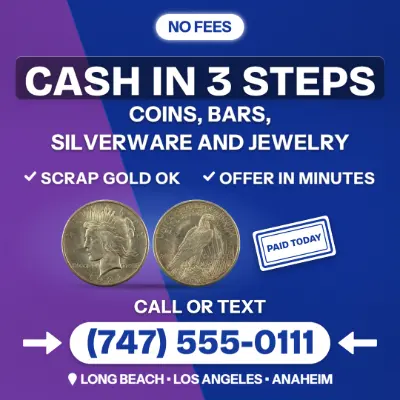 NO FEES
CASH IN 3 STEPS
COINS, BARS,
SILVERWARE AND JEWELRY
SCRAP GOLD OK
OFFER IN MINUTES
PAID TODAY
CALL OR TEXT
(747) 555-0111
LONG BEACH • LOS ANGELES • ANAHEIM